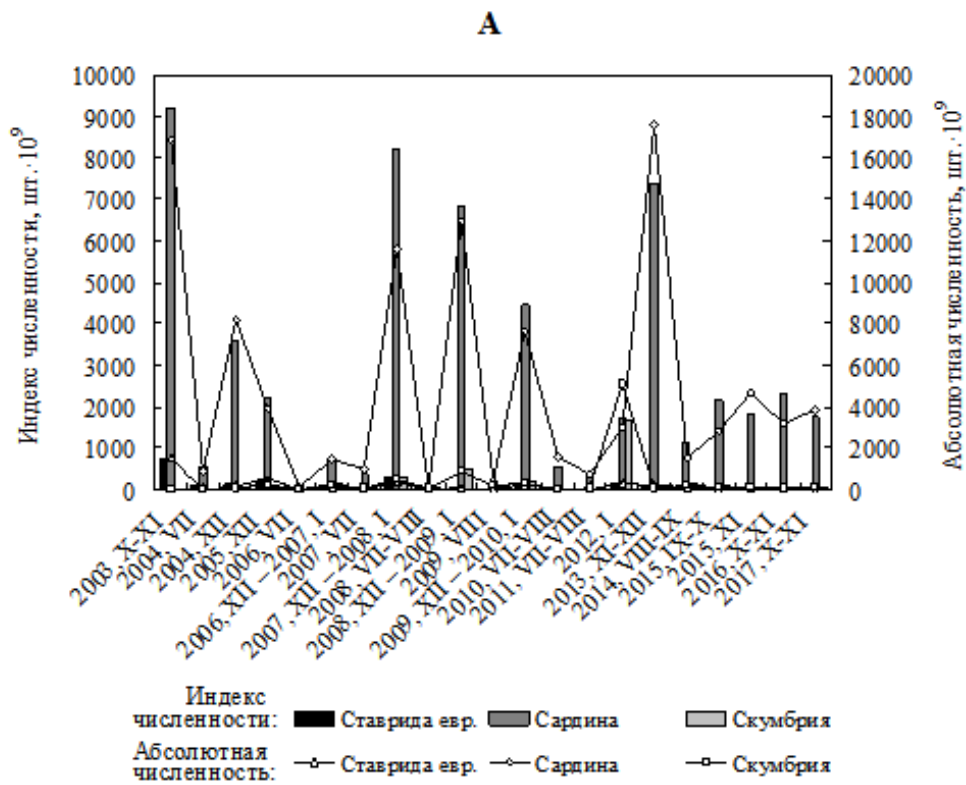 А
10000
9000
8000
7000
6000
5000
4000
3000
2000
1000
0
Индекс численности, шт.·10⁹
20000
18000
16000
14000
12000
10000
8000
6000
4000
2000
0
Абсолютная численность, шт.·10⁹
2003, X-XI
2004, VII
2004, XII
2005, XII
2006, VII
2006, XII – 2007, I
2007, VII
2007, XII – 2008, I
2008, VII-VIII
2008, XII – 2009, I
2009, VIII
2009, XII – 2010, I
2010, VII-VIII
2011, VII-VIII
2012, I
2013, XI-XII
2014, VIII-IX
2015, IX-X
2015, XI
2016, X-XI
2017, X-XI
Индекс
численности: Ставрида евр. Сардина Скумбрия
Абсолютная
численность: Ставрида евр. Сардина Скумбрия